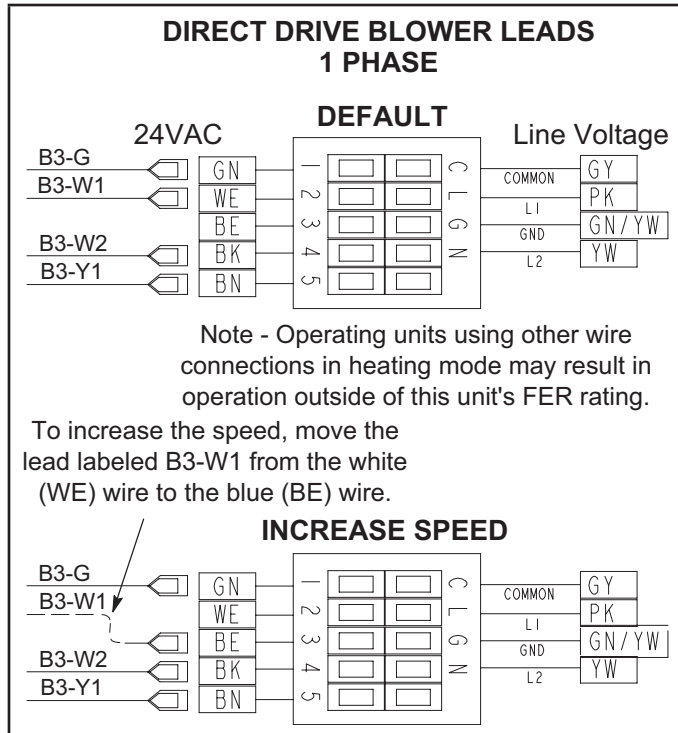 DIRECT DRIVE BLOWER LEADS
1 PHASE
DEFAULT
24VAC
Line Voltage
B3-G
GN
1
C
COMMON
GY
B3-W1
WE
2
L
L1
PK
BE
3
G
GND
GN/YW
B3-W2
BK
4
N
L2
YW
B3-Y1
BN
5
Note - Operating units using other wire
connections in heating mode may result in
operation outside of this unit's FER rating.
To increase the speed, move the
lead labeled B3-W1 from the white
(WE) wire to the blue (BE) wire.
INCREASE SPEED
B3-G
GN
1
C
COMMON
GY
B3-W1
WE
2
L
L1
PK
BE
3
G
GND
GN/YW
B3-W2
BK
4
N
L2
YW
B3-Y1
BN
5